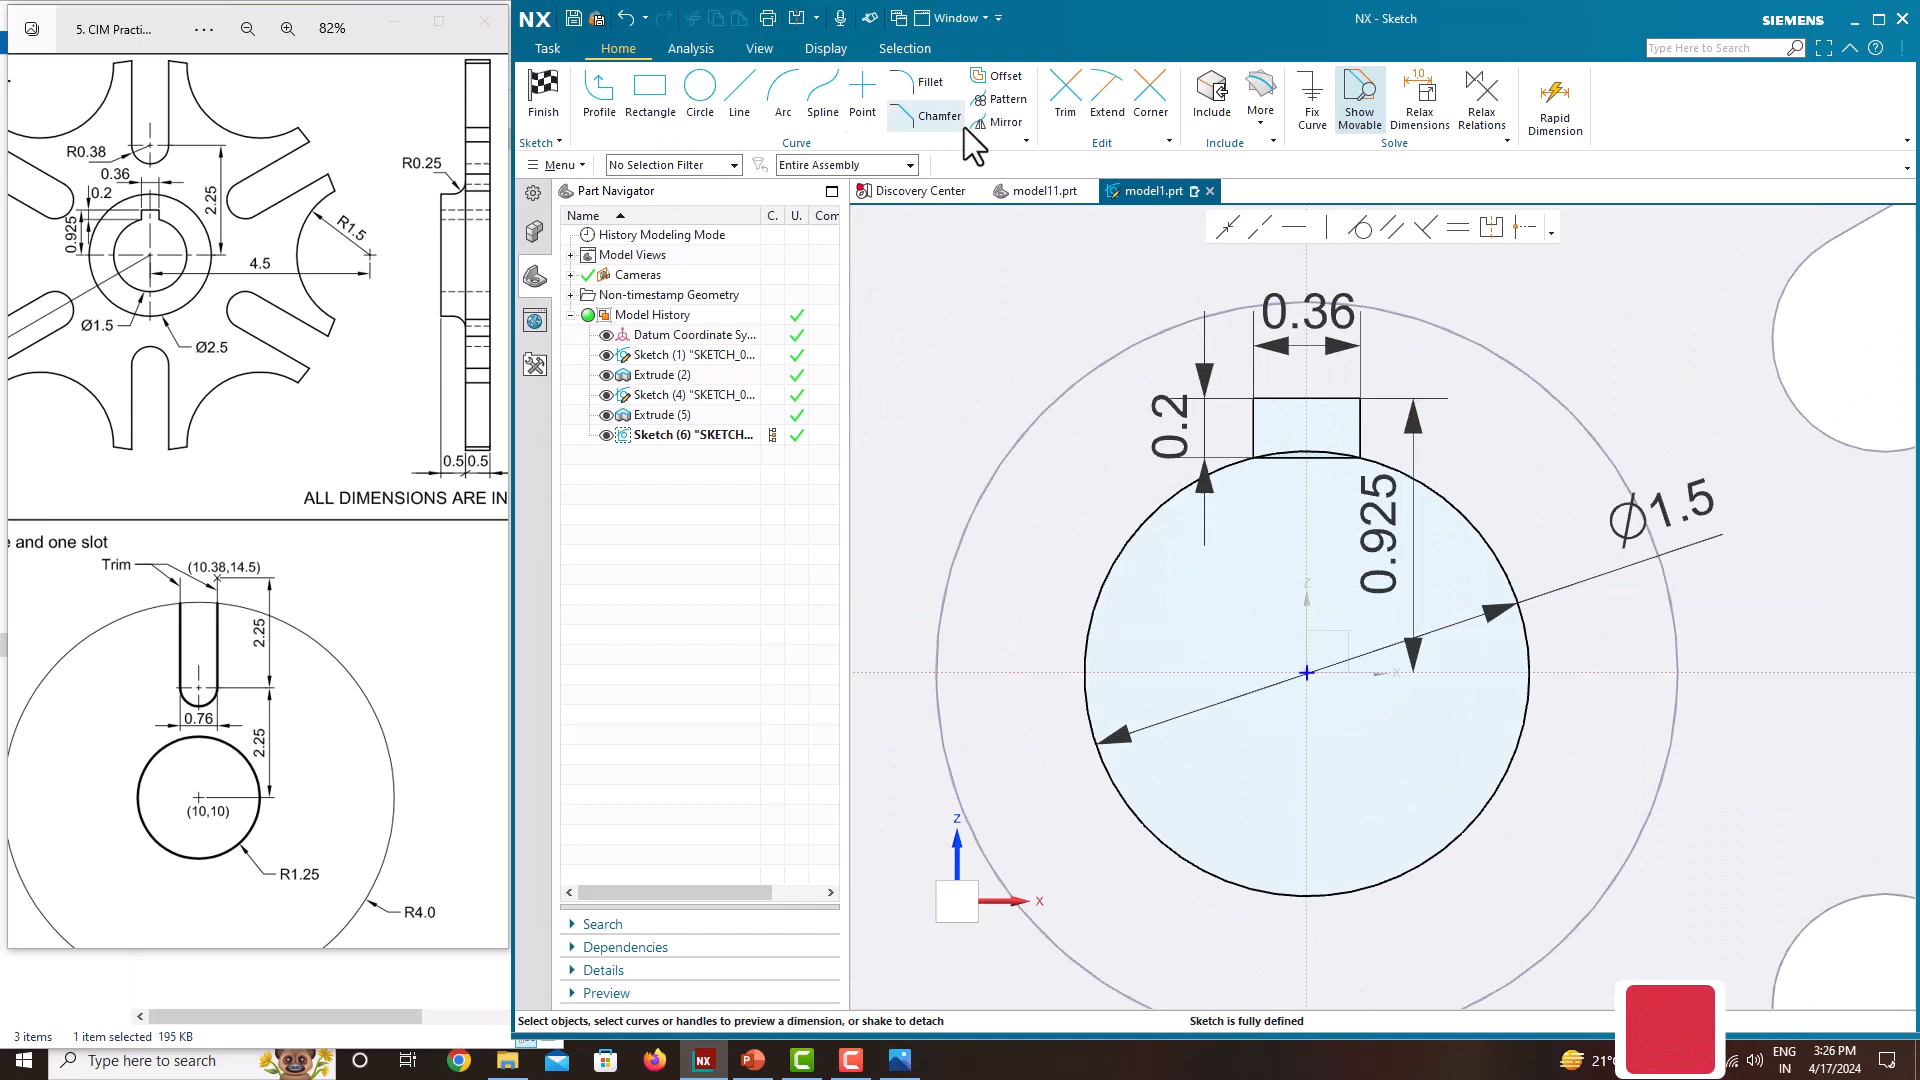 5. CIM Practi...
82%
R0.38
0.36
0.2
0.925
2.25
R1.5
4.5
Ø1.5
Ø2.5
R0.25
0.5 0.5
ALL DIMENSIONS ARE IN
e and one slot
Trim
(10.38,14.5)
2.25
0.76
2.25
(10,10)
R1.25
R4.0
3 items 1 item selected 195 KB
NX
Window
NX - Sketch
SIEMENS
Task Home Analysis View Display Selection
Type Here to Search
Finish
Profile Rectangle Circle Line Arc Spline Point
Fillet
Chamfer
Offset
Pattern
Mirror
Trim Extend Corner
Include More
Fix Curve
Show Movable
Relax Dimensions
Relax Relations
Rapid Dimension
Sketch Curve Edit Include Solve
Menu No Selection Filter Entire Assembly
Part Navigator
Discovery Center model11.prt model1.prt
Name C. U. Com
History Modeling Mode
Model Views
Cameras
Non-timestamp Geometry
Model History
Datum Coordinate Sy...
Sketch (1) "SKETCH_0...
Extrude (2)
Sketch (4) "SKETCH_0...
Extrude (5)
Sketch (6) "SKETCH...
Search
Dependencies
Details
Preview
0.36
0.2
0.925
Ø1.5
Z
X
Z
X
Select objects, select curves or handles to preview a dimension, or shake to detach
Sketch is fully defined
Type here to search
NX
21°
ENG
IN
3:26 PM
4/17/2024